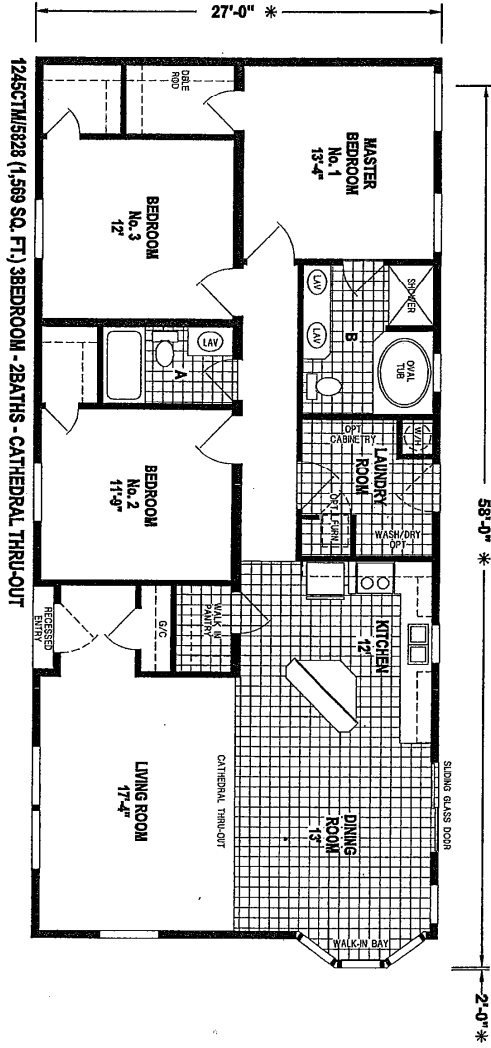 27'-0" *
58'-0" *
2'-0" *
MASTER
BEDROOM
No. 1
13'-4"
SHOWER
OVAL
TUB
LAV
LAV
B
W/H
OPT
CABINETRY
LAUNDRY
ROOM
WASH/DRY
OPT
OPT FURN
KITCHEN
12'
SLIDING GLASS DOOR
DINING
ROOM
13'
WALK-IN BAY
DBLE
ROD
BEDROOM
No. 3
12'
LAV
A
BEDROOM
No. 2
11'-9"
WALK IN
PANTRY
G/C
RECESSED
ENTRY
CATHEDRAL THRU-OUT
LIVING ROOM
17'-4"
1245CTM/5828 (1,569 SQ. FT.) 3BEDROOM - 2BATHS - CATHEDRAL THRU-OUT